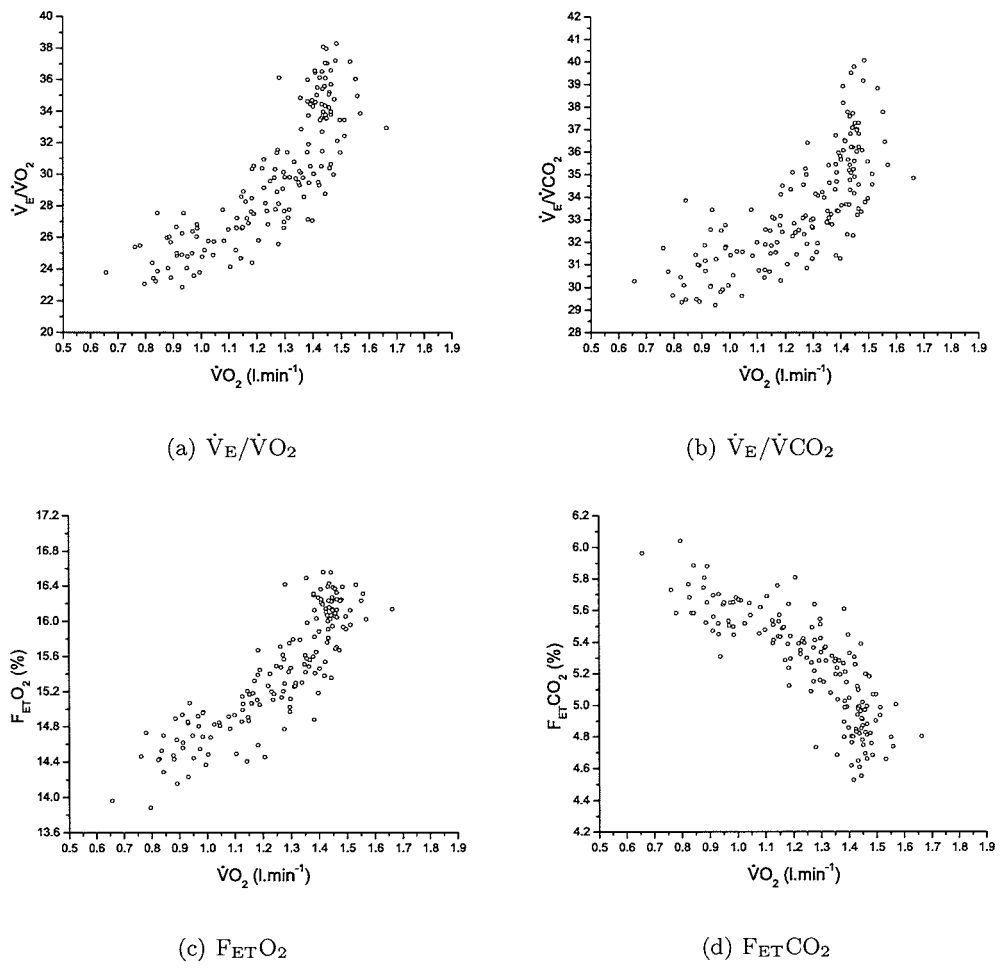 40
38
36
34
32
30
28
26
24
22
20
V̇E/V̇O2
0.5 0.6 0.7 0.8 0.9 1.0 1.1 1.2 1.3 1.4 1.5 1.6 1.7 1.8 1.9
V̇O2 (l.min-1)
(a) V̇E/V̇O2
42
41
40
39
38
37
36
35
34
33
32
31
30
29
28
V̇E/V̇CO2
0.5 0.6 0.7 0.8 0.9 1.0 1.1 1.2 1.3 1.4 1.5 1.6 1.7 1.8 1.9
V̇O2 (l.min-1)
(b) V̇E/V̇CO2
17.2
16.8
16.4
16.0
15.6
15.2
14.8
14.4
14.0
13.6
FETO2 (%)
0.5 0.6 0.7 0.8 0.9 1.0 1.1 1.2 1.3 1.4 1.5 1.6 1.7 1.8 1.9
V̇O2 (l.min-1)
(c) FETO2
6.2
6.0
5.8
5.6
5.4
5.2
5.0
4.8
4.6
4.4
4.2
FETCO2 (%)
0.5 0.6 0.7 0.8 0.9 1.0 1.1 1.2 1.3 1.4 1.5 1.6 1.7 1.8 1.9
V̇O2 (l.min-1)
(d) FETCO2